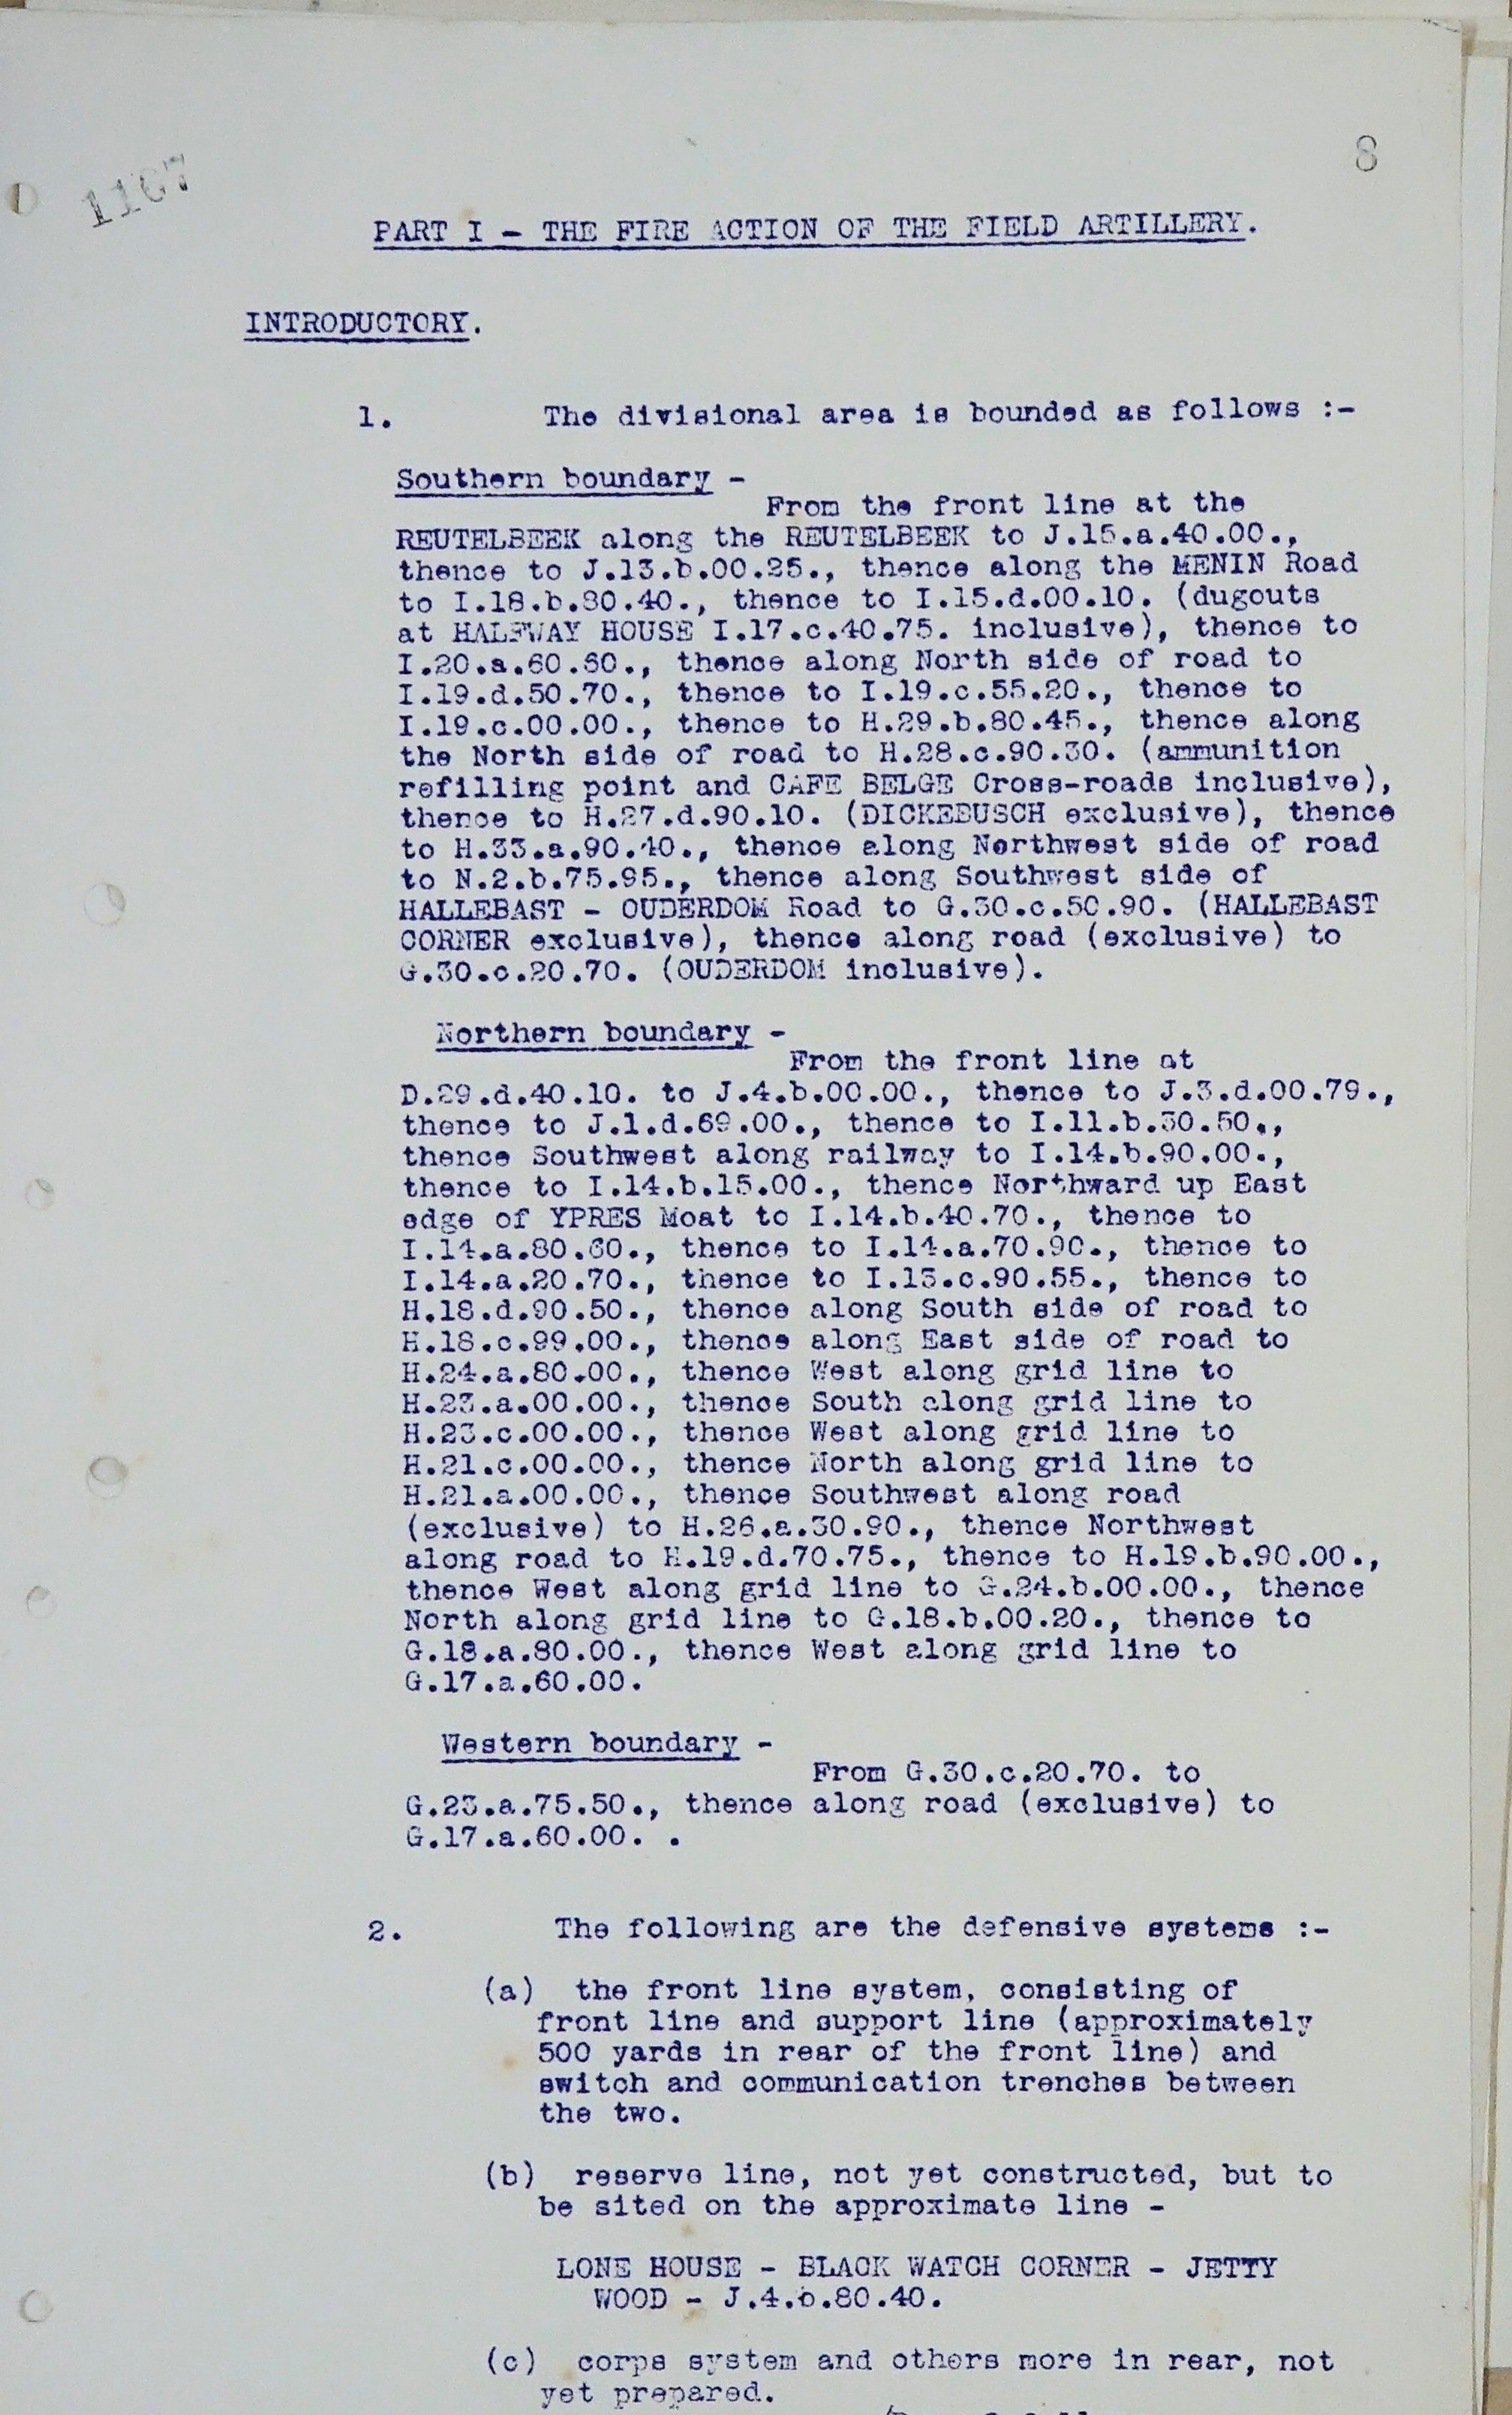 8
1167
PART I - THE FIRE ACTION OF THE FIELD ARTILLERY.
INTRODUCTORY.
1. The divisional area is bounded as follows :-
Southern boundary -
From the front line at the
REUTELBEEK along the REUTELBEEK to J.15.a.40.00.,
thence to J.13.b.00.25., thence along the MENIN Road
to I.18.b.80.40., thence to I.15.d.00.10. (dugouts
at HALFWAY HOUSE I.17.c.40.75. inclusive), thence to
I.20.a.60.60., thence along North side of road to
I.19.d.50.70., thence to I.19.c.55.20., thence to
I.19.c.00.00., thence to H.29.b.80.45., thence along
the North side of road to H.28.c.90.30. (ammunition
refilling point and CAFE BELGE Cross-roads inclusive),
thence to H.27.d.90.10. (DICKEBUSCH exclusive), thence
to H.33.a.90.40., thence along Northwest side of road
to N.2.b.75.95., thence along Southwest side of
HALLEBAST - OUDERDOM Road to G.30.c.50.90. (HALLEBAST
CORNER exclusive), thence along road (exclusive) to
G.30.c.20.70. (OUDERDOM inclusive).
Northern boundary -
From the front line at
D.29.d.40.10. to J.4.b.00.00., thence to J.3.d.00.79.,
thence to J.1.d.69.00., thence to I.11.b.30.50.,
thence Southwest along railway to I.14.b.90.00.,
thence to I.14.b.15.00., thence Northward up East
edge of YPRES Moat to I.14.b.40.70., thence to
I.14.a.80.60., thence to I.14.a.70.90., thence to
I.14.a.20.70., thence to I.13.c.90.55., thence to
H.18.d.90.50., thence along South side of road to
H.18.c.99.00., thence along East side of road to
H.24.a.80.00., thence West along grid line to
H.23.a.00.00., thence South along grid line to
H.23.c.00.00., thence West along grid line to
H.21.c.00.00., thence North along grid line to
H.21.a.00.00., thence Southwest along road
(exclusive) to H.26.a.30.90., thence Northwest
along road to H.19.d.70.75., thence to H.19.b.90.00.,
thence West along grid line to G.24.b.00.00., thence
North along grid line to G.18.b.00.20., thence to
G.18.a.80.00., thence West along grid line to
G.17.a.60.00.
Western boundary -
From G.30.c.20.70. to
G.23.a.75.50., thence along road (exclusive) to
G.17.a.60.00. .
2. The following are the defensive systems :-
(a) the front line system, consisting of
front line and support line (approximately
500 yards in rear of the front line) and
switch and communication trenches between
the two.
(b) reserve line, not yet constructed, but to
be sited on the approximate line -
LONE HOUSE - BLACK WATCH CORNER - JETTY
WOOD - J.4.b.80.40.
(c) corps system and others more in rear, not
yet prepared.